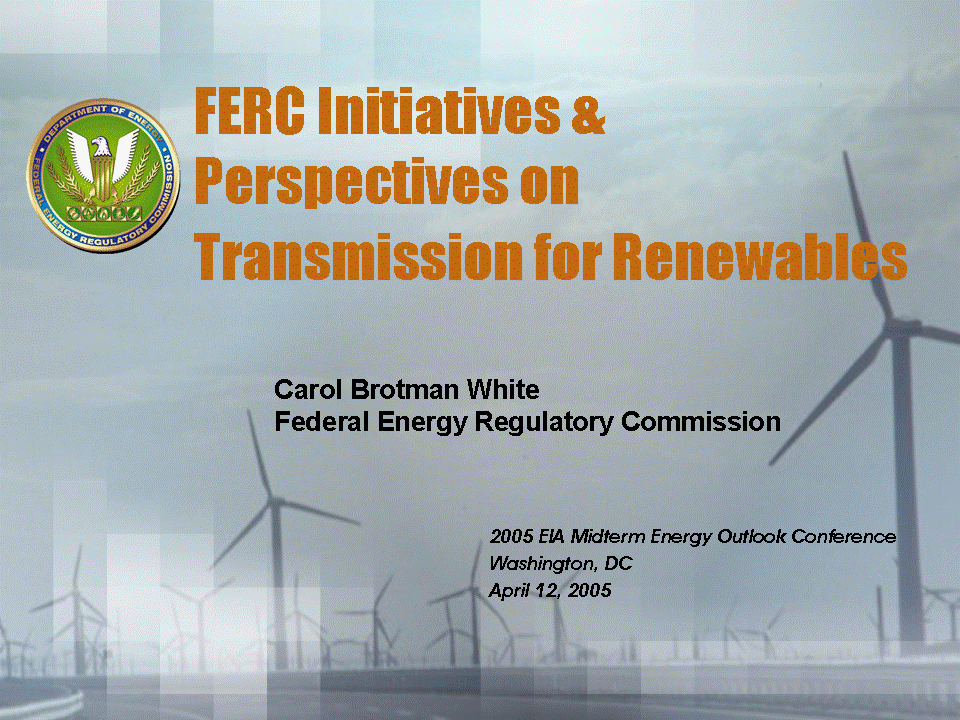 FERC Initiatives &
Perspectives on
Transmission for Renewables
DEPARTMENT OF ENERGY
FEDERAL ENERGY REGULATORY COMMISSION
Carol Brotman White
Federal Energy Regulatory Commission
2005 EIA Midterm Energy Outlook Conference
Washington, DC
April 12, 2005